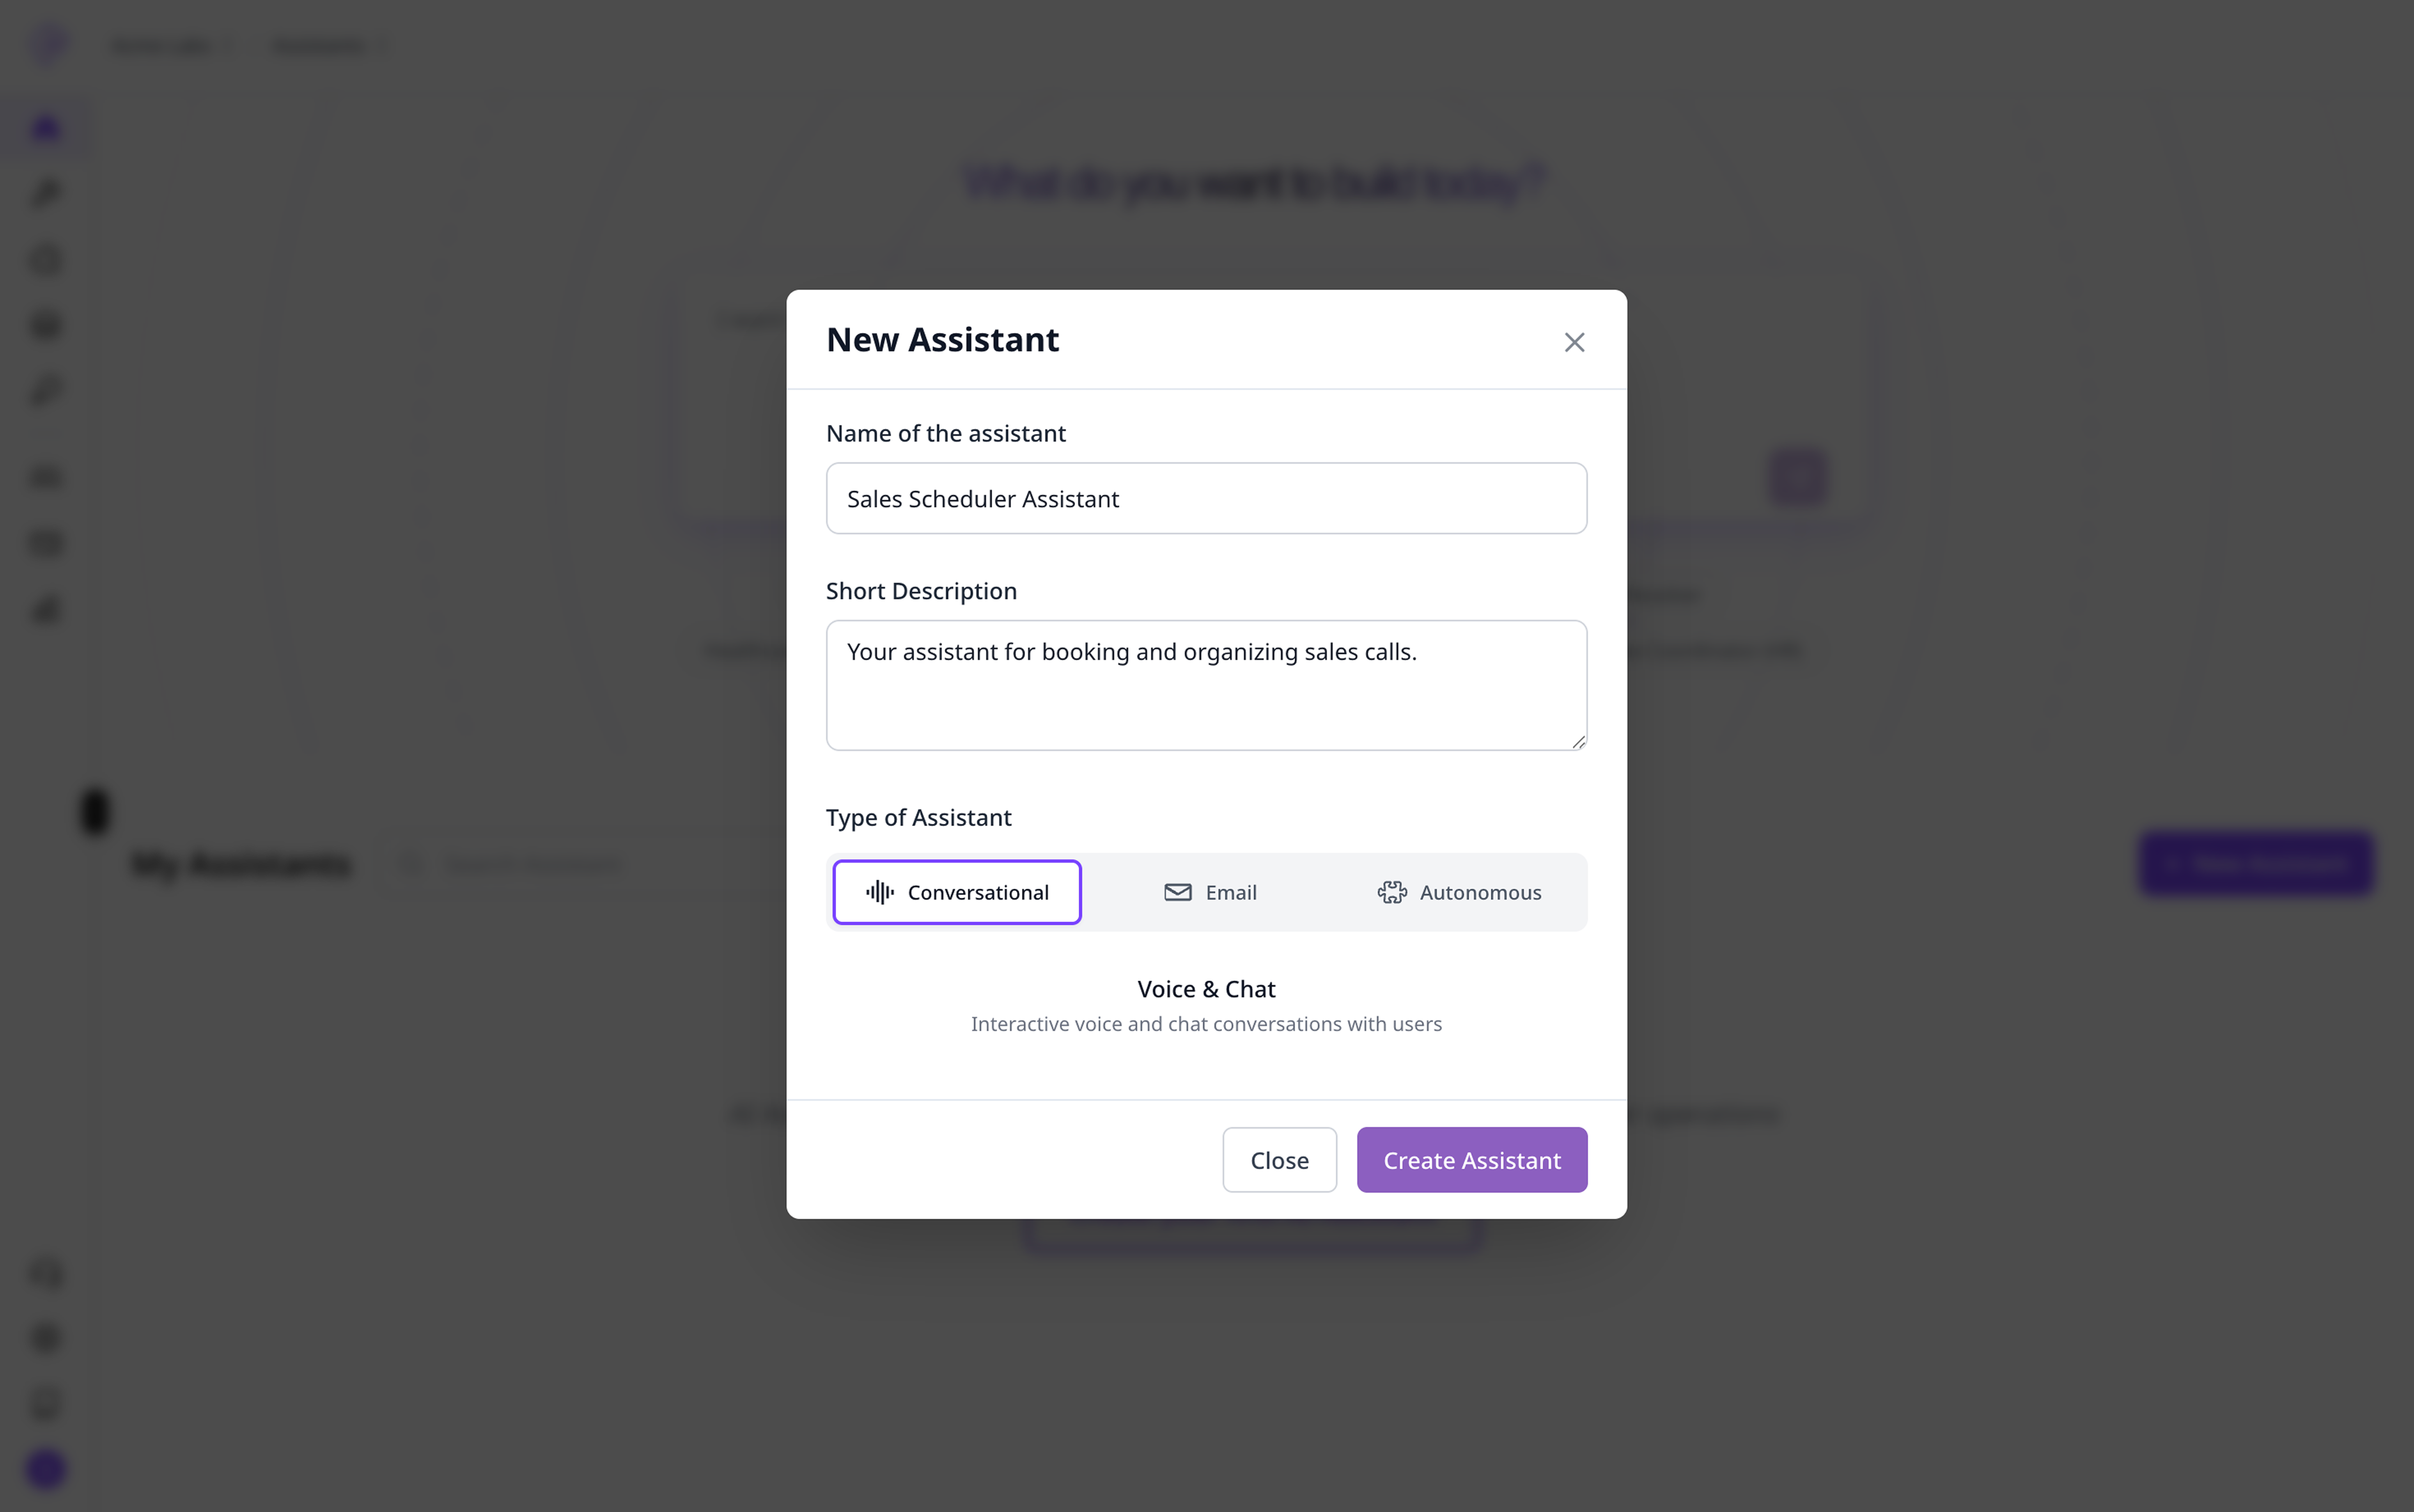 What do you want to build today?
New Assistant
Name of the assistant
Sales Scheduler Assistant
Short Description
Your assistant for booking and organizing sales calls.
Type of Assistant
Conversational
Email
Autonomous
Voice & Chat
Interactive voice and chat conversations with users
Close
Create Assistant
My Assistants